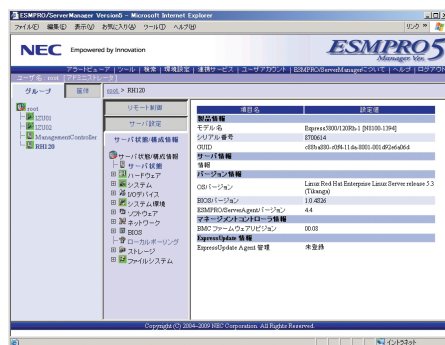 ESMPRO/ServerManager Version5 - Microsoft Internet Explorer
ファイル(F) 編集(E) 表示(V) お気に入り(A) ツール(T) ヘルプ(H)
リンク »
NEC Empowered by Innovation
ESMPRO 5
Manager Ver.
アラートビューア | ツール | 検索 | 環境設定 | 連携サービス | ユーザアカウント | ESMPRO/ServerManagerについて | ヘルプ | ログアウト
ユーザ名 root [アドミニストレータ]
グループ
筐体
root > RH120
root
IZU01
IZU02
ManagementController
RH120
リモート制御
サーバ設定
サーバ状態/構成情報
サーバ状態/構成情報
サーバ状態
ハードウェア
システム
I/Oデバイス
システム環境
ソフトウェア
ネットワーク
BIOS
ローカルポーリング
ストレージ
ファイルシステム
項目名 設定値
製品情報
モデル名 Express5800/120Rh-1 [N8100-1394]
シリアル番号 8700614
GUID
サーバ情報
情報
バージョン情報
OSバージョン Linux Red Hat Enterprise Linux Server release 5.3 (Tikanga)
BIOSバージョン 1.0.4S26
ESMPRO/ServerAgentバージョン 4.4
マネージメントコントローラ情報
BMC ファームウェアリビジョン 00.08
ExpressUpdate 情報
ExpressUpdate Agent 管理 未登録
Copyright (C) 2004-2009 NEC Corporation. All Rights Reserved.
イントラネット